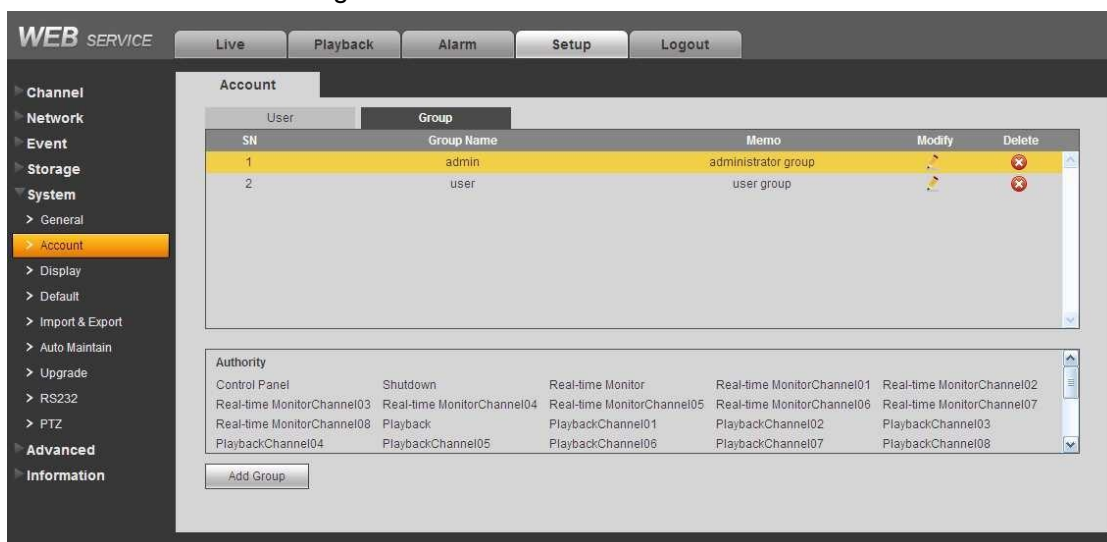 WEB SERVICE
Live Playback Alarm Setup Logout
Channel
Network
Event
Storage
System
> General
> Account
> Display
> Default
> Import & Export
> Auto Maintain
> Upgrade
> RS232
> PTZ
Advanced
Information
Account
User Group
SN Group Name Memo Modify Delete
1 admin administrator group
2 user user group
Authority
Control Panel Shutdown Real-time Monitor Real-time MonitorChannel01 Real-time MonitorChannel02
Real-time MonitorChannel03 Real-time MonitorChannel04 Real-time MonitorChannel05 Real-time MonitorChannel06 Real-time MonitorChannel07
Real-time MonitorChannel08 Playback PlaybackChannel01 PlaybackChannel02 PlaybackChannel03
PlaybackChannel04 PlaybackChannel05 PlaybackChannel06 PlaybackChannel07 PlaybackChannel08
Add Group